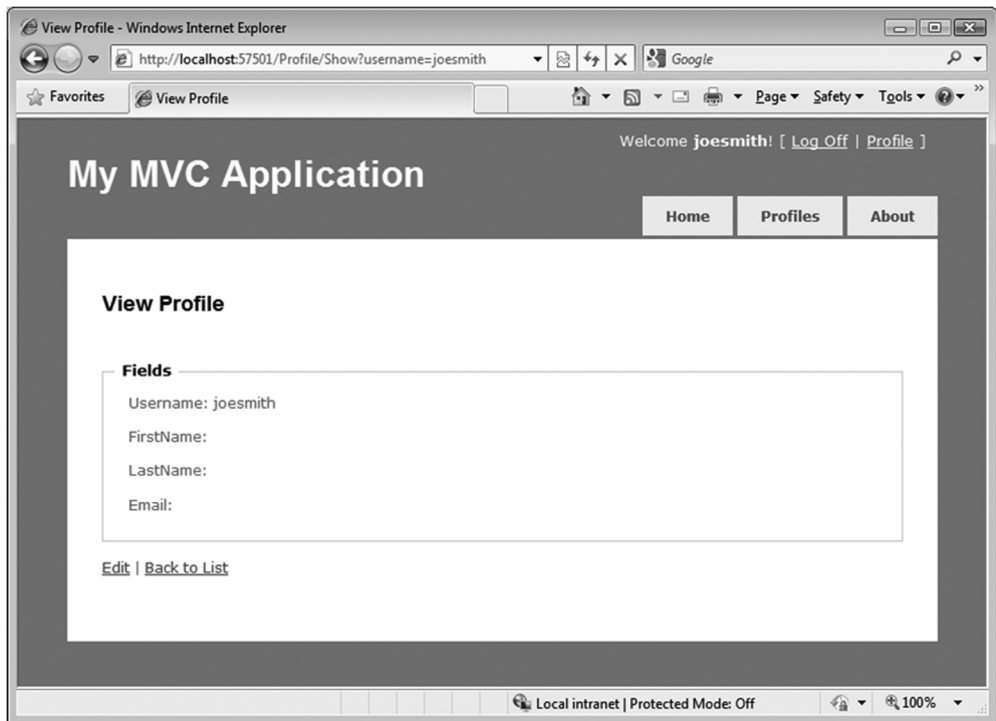 View Profile - Windows Internet Explorer
http://localhost:57501/Profile/Show?username=joesmith
Google
Favorites
View Profile
Page
Safety
Tools
Welcome joesmith! [ Log Off | Profile ]
My MVC Application
Home
Profiles
About
View Profile
Fields
Username: joesmith
FirstName:
LastName:
Email:
Edit | Back to List
Local intranet | Protected Mode: Off
100%